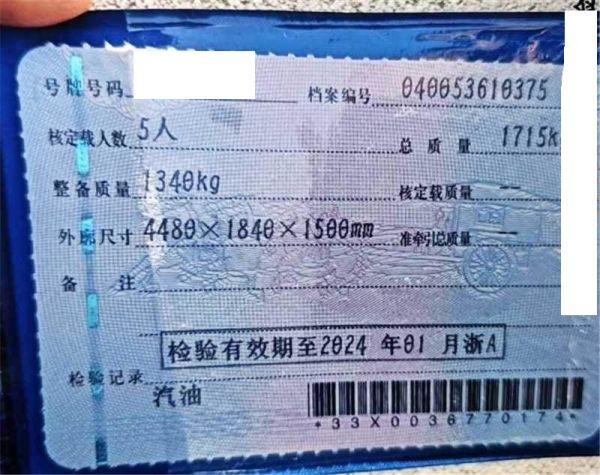 号牌号码 档案编号 040053610375
核定载人数 5人 总质量 1715k
整备质量 1340kg 核定载质量 --
外廓尺寸 4480×1840×1500mm 准牵引总质量 --
备注
检验有效期至2024 年01 月浙A
检验记录
汽油
*33X0036770174*